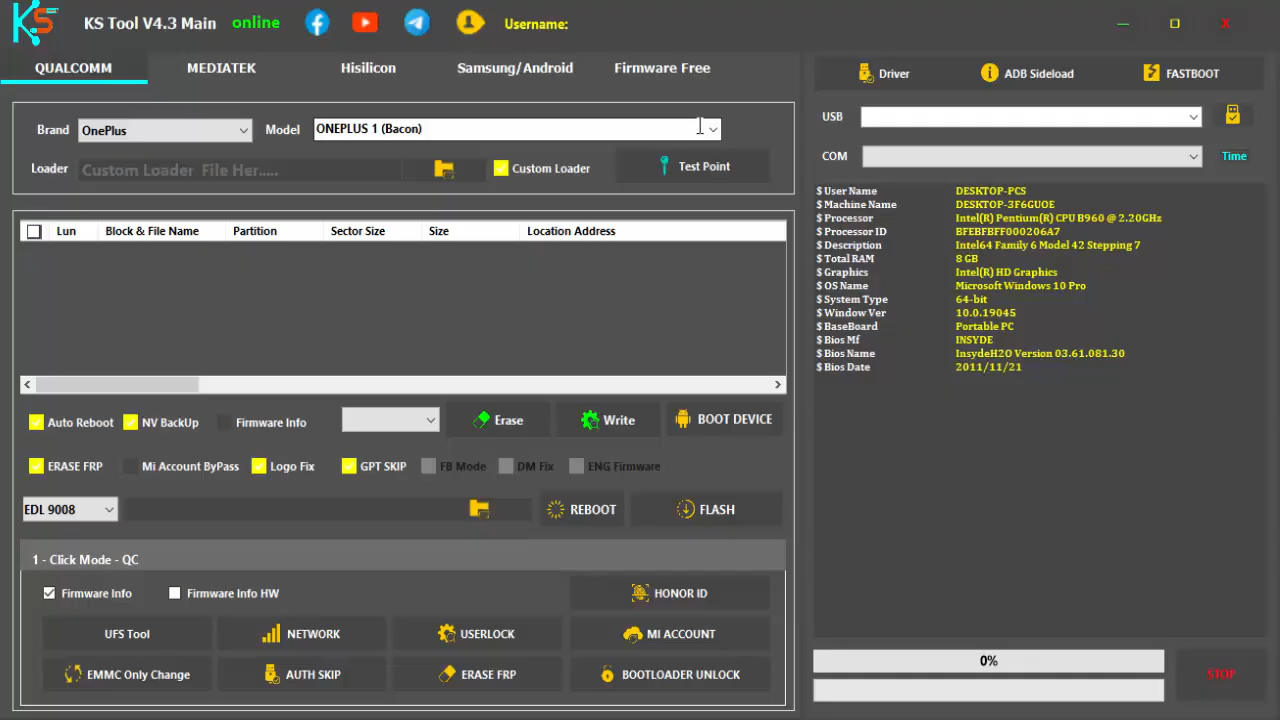 KS
KS Tool V4.3 Main
online
Username:
X
QUALCOMM
MEDIATEK
Hisilicon
Samsung/Android
Firmware Free
Driver
ADB Sideload
FASTBOOT
Brand
OnePlus
Model
ONEPLUS 1 (Bacon)
Loader
Custom Loader File Her.....
Custom Loader
Test Point
USB
COM
Time
Lun
Block & File Name
Partition
Sector Size
Size
Location Address
$ User Name DESKTOP-PCS
$ Machine Name DESKTOP-3F6GUOE
$ Processor Intel(R) Pentium(R) CPU B960 @ 2.20GHz
$ Processor ID BFEBFBFF000206A7
$ Description Intel64 Family 6 Model 42 Stepping 7
$ Total RAM 8 GB
$ Graphics Intel(R) HD Graphics
$ OS Name Microsoft Windows 10 Pro
$ System Type 64-bit
$ Window Ver 10.0.19045
$ BaseBoard Portable PC
$ Bios Mf INSYDE
$ Bios Name InsydeH2O Version 03.61.081.30
$ Bios Date 2011/11/21
Auto Reboot
NV BackUp
Firmware Info
Erase
Write
BOOT DEVICE
ERASE FRP
Mi Account ByPass
Logo Fix
GPT SKIP
FB Mode
DM Fix
ENG Firmware
EDL 9008
REBOOT
FLASH
1 - Click Mode - QC
Firmware Info
Firmware Info HW
HONOR ID
UFS Tool
NETWORK
USERLOCK
MI ACCOUNT
EMMC Only Change
AUTH SKIP
ERASE FRP
BOOTLOADER UNLOCK
0%
STOP